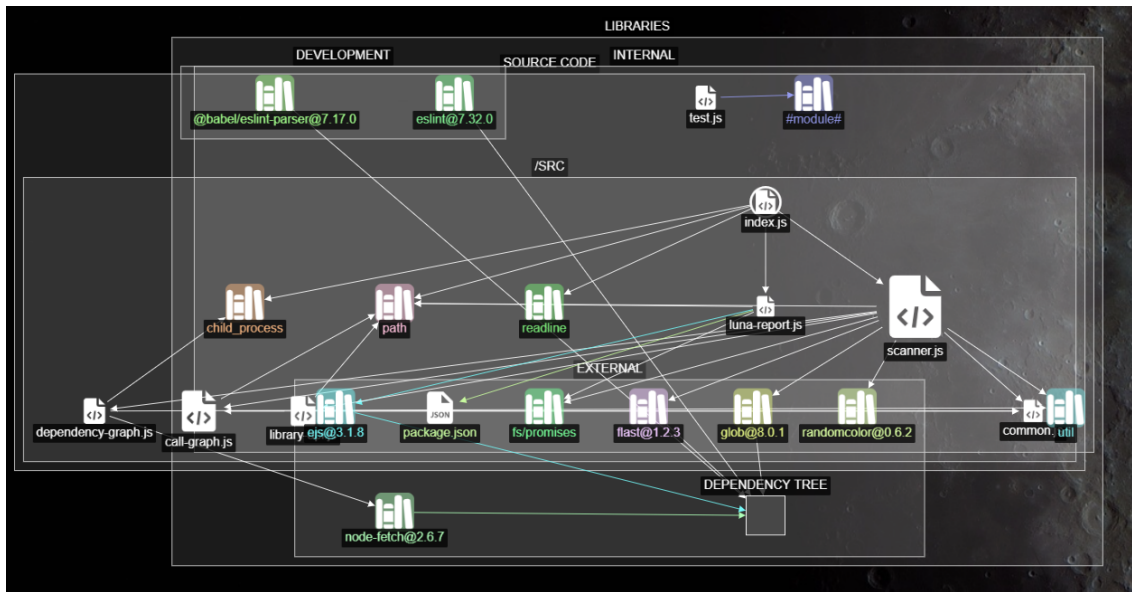 LIBRARIES
DEVELOPMENT
INTERNAL
SOURCE CODE
@babel/eslint-parser@7.17.0
eslint@7.32.0
test.js
#module#
/SRC
index.js
child_process
path
readline
luna-report.js
scanner.js
EXTERNAL
JSON
dependency-graph.js
call-graph.js
library
ejs@3.1.8
package.json
fs/promises
flast@1.2.3
glob@8.0.1
randomcolor@0.6.2
common.
util
DEPENDENCY TREE
node-fetch@2.6.7